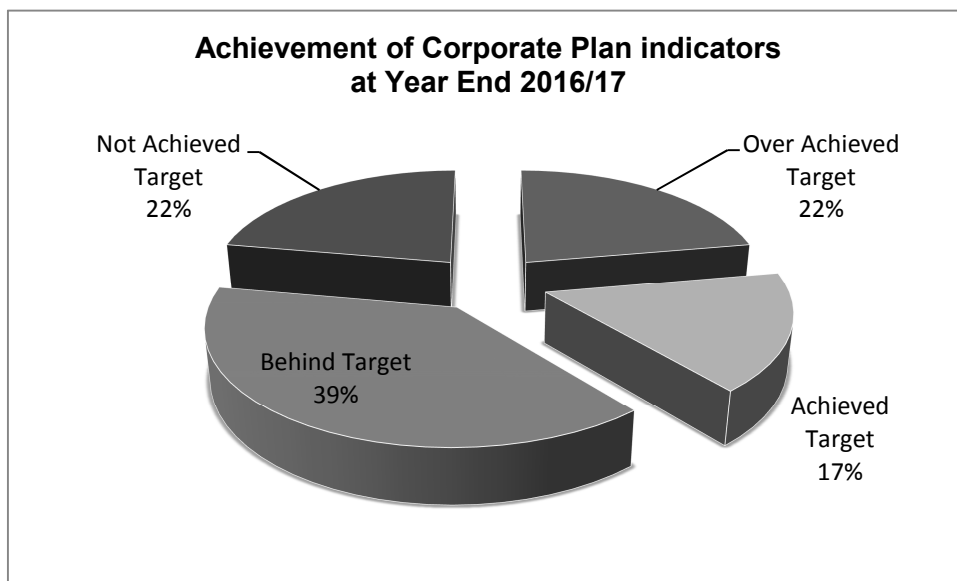 Achievement of Corporate Plan indicators
at Year End 2016/17
Not Achieved
Target
22%
Over Achieved
Target
22%
Behind Target
39%
Achieved
Target
17%